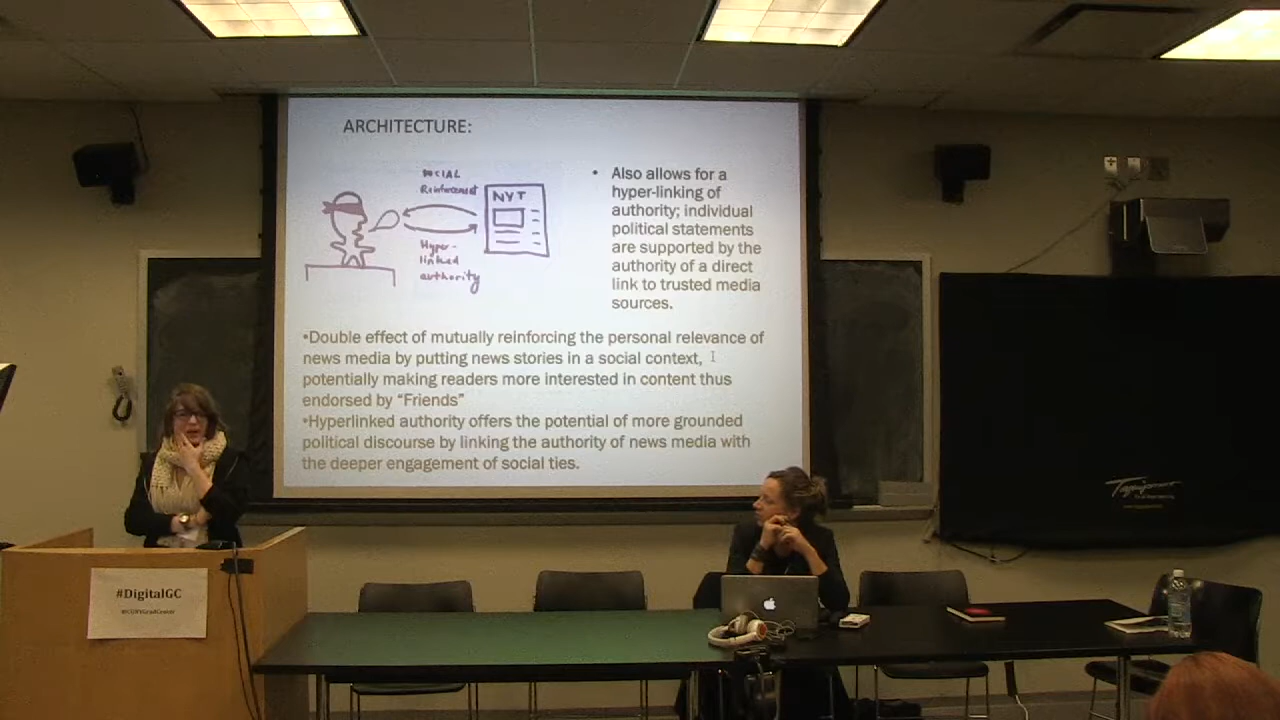 ARCHITECTURE:
SOCIAL
Reinforcement
NYT
Hyper-
linked
authority
• Also allows for a
hyper-linking of
authority; individual
political statements
are supported by the
authority of a direct
link to trusted media
sources.
•Double effect of mutually reinforcing the personal relevance of
news media by putting news stories in a social context,
potentially making readers more interested in content thus
endorsed by “Friends”
•Hyperlinked authority offers the potential of more grounded
political discourse by linking the authority of news media with
the deeper engagement of social ties.
#DigitalGC